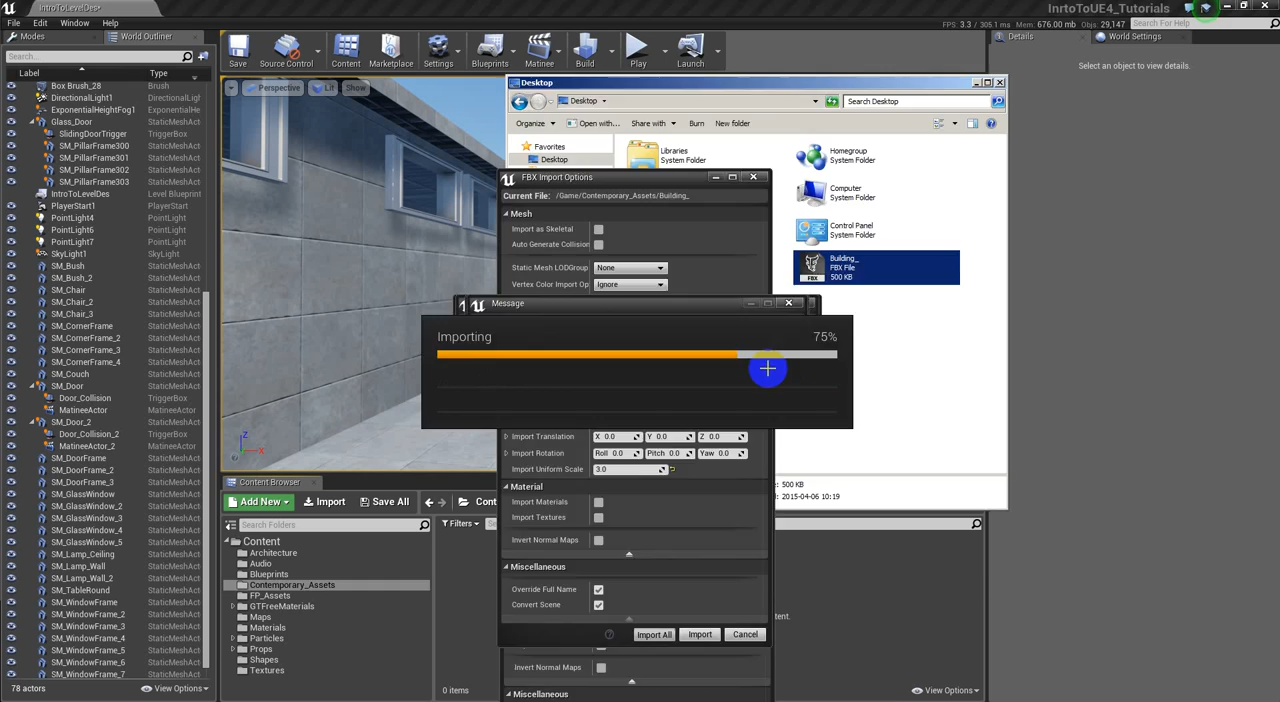 IntroToLevelDes*
InrtoToUE4_Tutorials
File Edit Window Help
FPS: 3.3 / 305.1 ms Mem: 676.00 mb Objs: 29,147
Search For Help
Modes
World Outliner
Details
World Settings
Search...
Label
Type
Save
Source Control
Content
Marketplace
Settings
Blueprints
Matinee
Build
Play
Launch
Select an object to view details.
Perspective
Lit
Show
Box Brush_28 Brush
DirectionalLight1 DirectionalLigh
ExponentialHeightFog1 ExponentialHei
Glass_Door StaticMeshAct
SlidingDoorTrigger TriggerBox
SM_PillarFrame300 StaticMeshAct
SM_PillarFrame301 StaticMeshAct
SM_PillarFrame302 StaticMeshAct
SM_PillarFrame303 StaticMeshAct
IntroToLevelDes Level Blueprint
PlayerStart1 PlayerStart
PointLight4 PointLight
PointLight6 PointLight
PointLight7 PointLight
SkyLight1 SkyLight
SM_Bush StaticMeshAct
SM_Bush_2 StaticMeshAct
SM_Chair StaticMeshAct
SM_Chair_2 StaticMeshAct
SM_Chair_3 StaticMeshAct
SM_CornerFrame StaticMeshAct
SM_CornerFrame_2 StaticMeshAct
SM_CornerFrame_3 StaticMeshAct
SM_CornerFrame_4 StaticMeshAct
SM_Couch StaticMeshAct
SM_Door StaticMeshAct
Door_Collision TriggerBox
MatineeActor MatineeActor
SM_Door_2 StaticMeshAct
Door_Collision_2 TriggerBox
MatineeActor_2 MatineeActor
SM_DoorFrame StaticMeshAct
SM_DoorFrame_2 StaticMeshAct
SM_DoorFrame_3 StaticMeshAct
SM_GlassWindow StaticMeshAct
SM_GlassWindow_2 StaticMeshAct
SM_GlassWindow_3 StaticMeshAct
SM_GlassWindow_4 StaticMeshAct
SM_GlassWindow_5 StaticMeshAct
SM_Lamp_Ceiling StaticMeshAct
SM_Lamp_Wall StaticMeshAct
SM_Lamp_Wall_2 StaticMeshAct
SM_TableRound StaticMeshAct
SM_WindowFrame StaticMeshAct
SM_WindowFrame_2 StaticMeshAct
SM_WindowFrame_3 StaticMeshAct
SM_WindowFrame_4 StaticMeshAct
SM_WindowFrame_5 StaticMeshAct
SM_WindowFrame_6 StaticMeshAct
SM_WindowFrame_7 StaticMeshAct
78 actors
View Options
Desktop
Desktop
Search Desktop
Organize
Open with...
Share with
Burn
New folder
Favorites
Desktop
Libraries
System Folder
Homegroup
System Folder
Computer
System Folder
Control Panel
System Folder
FBX
Building_
FBX File
500 KB
500 KB
2015-04-06 10:19
FBX Import Options
Current File: /Game/Contemporary_Assets/Building_
Mesh
Import as Skeletal
Auto Generate Collision
Static Mesh LODGroup None
Vertex Color Import Op Ignore
Message
Importing 75%
Import Translation X 0.0 Y 0.0 Z 0.0
Import Rotation Roll 0.0 Pitch 0.0 Yaw 0.0
Import Uniform Scale 3.0
Material
Import Materials
Import Textures
Invert Normal Maps
Miscellaneous
Override Full Name
Convert Scene
Import All
Import
Cancel
Invert Normal Maps
Miscellaneous
Z
X
Content Browser
Add New
Import
Save All
Cont
Search Folders
Filters
Content
Architecture
Audio
Blueprints
Contemporary_Assets
FP_Assets
GTFreeMaterials
Maps
Materials
Particles
Props
Shapes
Textures
0 items
tent.
View Options